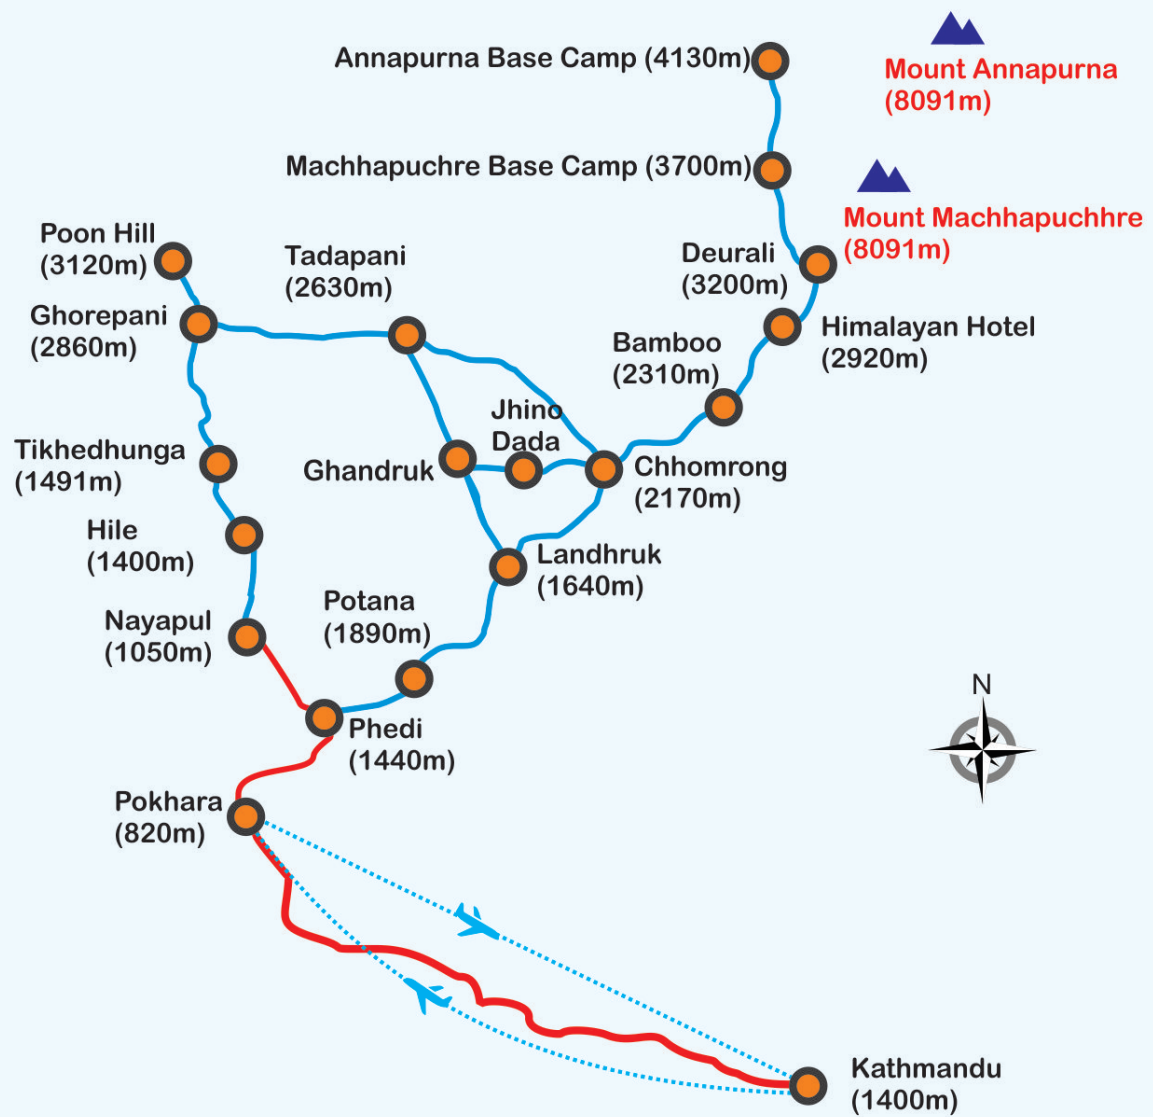 Annapurna Base Camp (4130m)
Mount Annapurna
(8091m)
Machhapuchre Base Camp (3700m)
Mount Machhapuchhre
(8091m)
Poon Hill
(3120m)
Tadapani
(2630m)
Deurali
(3200m)
Ghorepani
(2860m)
Himalayan Hotel
(2920m)
Bamboo
(2310m)
Jhino
Dada
Tikhedhunga
(1491m)
Ghandruk
Chhomrong
(2170m)
Hile
(1400m)
Landhruk
(1640m)
Potana
(1890m)
Nayapul
(1050m)
N
Phedi
(1440m)
Pokhara
(820m)
Kathmandu
(1400m)